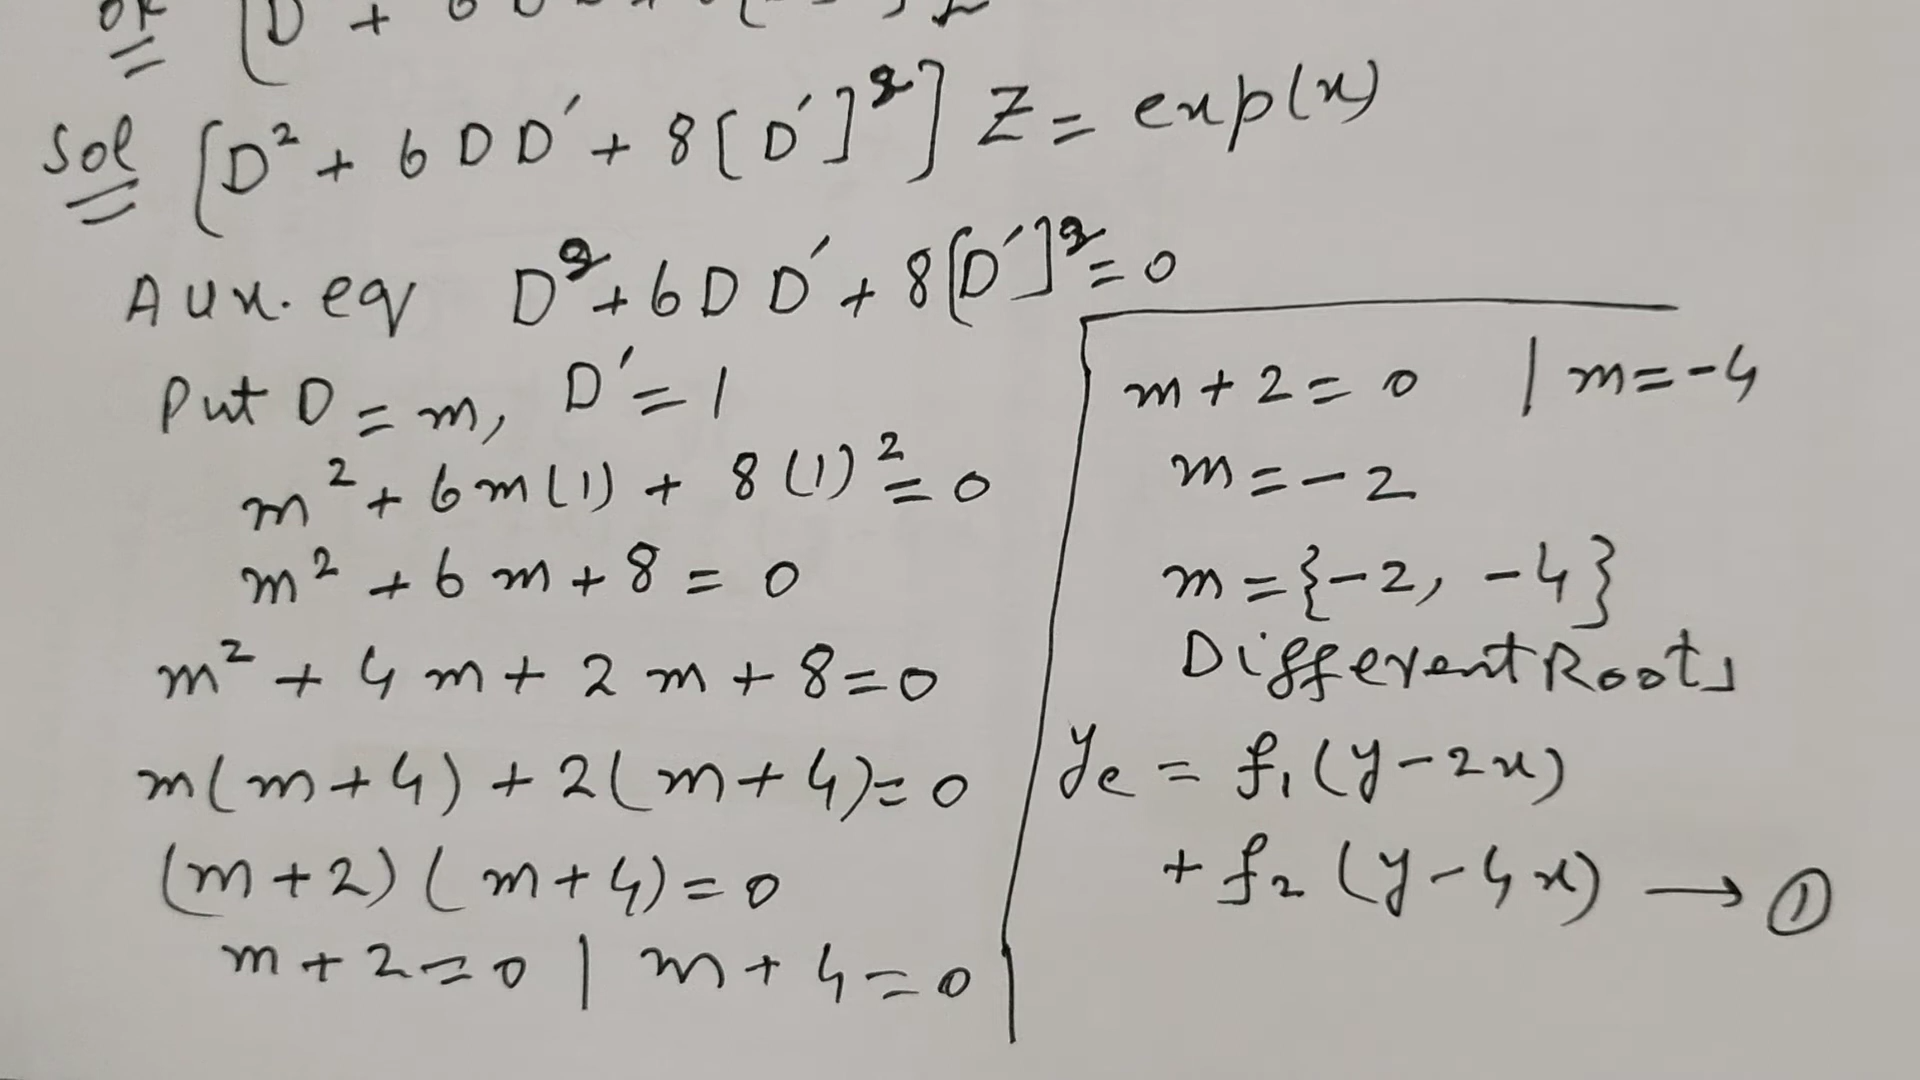 Sol [D² + 6 D D′ + 8 [D′]²] Z = exp(x)
Aux. eq D² + 6 D D′ + 8 [D′]² = 0
Put D = m, D′ = 1
m² + 6m(1) + 8(1)² = 0
m² + 6m + 8 = 0
m² + 4m + 2m + 8 = 0
m(m+4) + 2(m+4) = 0
(m+2)(m+4) = 0
m+2=0 | m+4=0
m+2=0 | m=-4
m=-2
m={-2, -4}
Different Roots
yc = f₁(y-2x)
+ f₂(y-4x) → ①